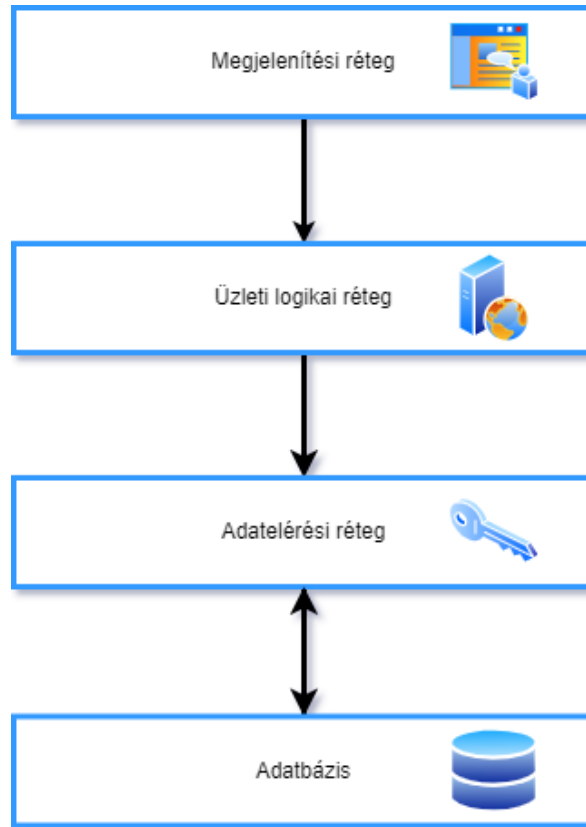 Megjelenítési réteg
Üzleti logikai réteg
Adatelérési réteg
Adatbázis